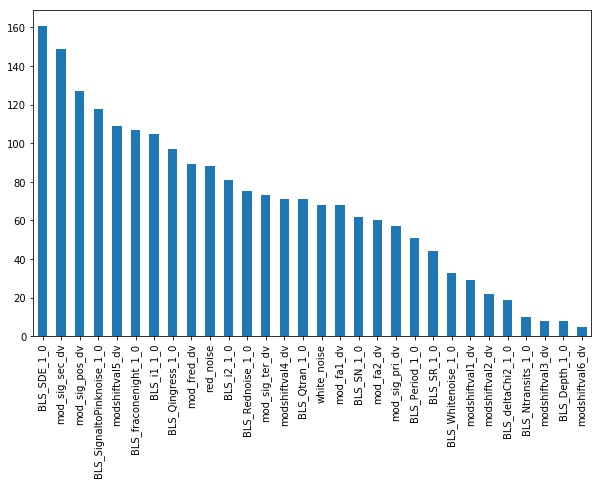 160
140
120
100
80
60
40
20
0
BLS_SDE_1_0
mod_sig_sec_dv
mod_sig_pos_dv
BLS_SignaltoPinknoise_1_0
modshiftval5_dv
BLS_fraconenight_1_0
BLS_i1_1_0
BLS_Qingress_1_0
mod_fred_dv
red_noise
BLS_i2_1_0
BLS_Rednoise_1_0
mod_sig_ter_dv
modshiftval4_dv
BLS_Qtran_1_0
white_noise
mod_fa1_dv
BLS_SN_1_0
mod_fa2_dv
mod_sig_pri_dv
BLS_Period_1_0
BLS_SR_1_0
BLS_Whitenoise_1_0
modshiftval1_dv
modshiftval2_dv
BLS_deltaChi2_1_0
BLS_Ntransits_1_0
modshiftval3_dv
BLS_Depth_1_0
modshiftval6_dv